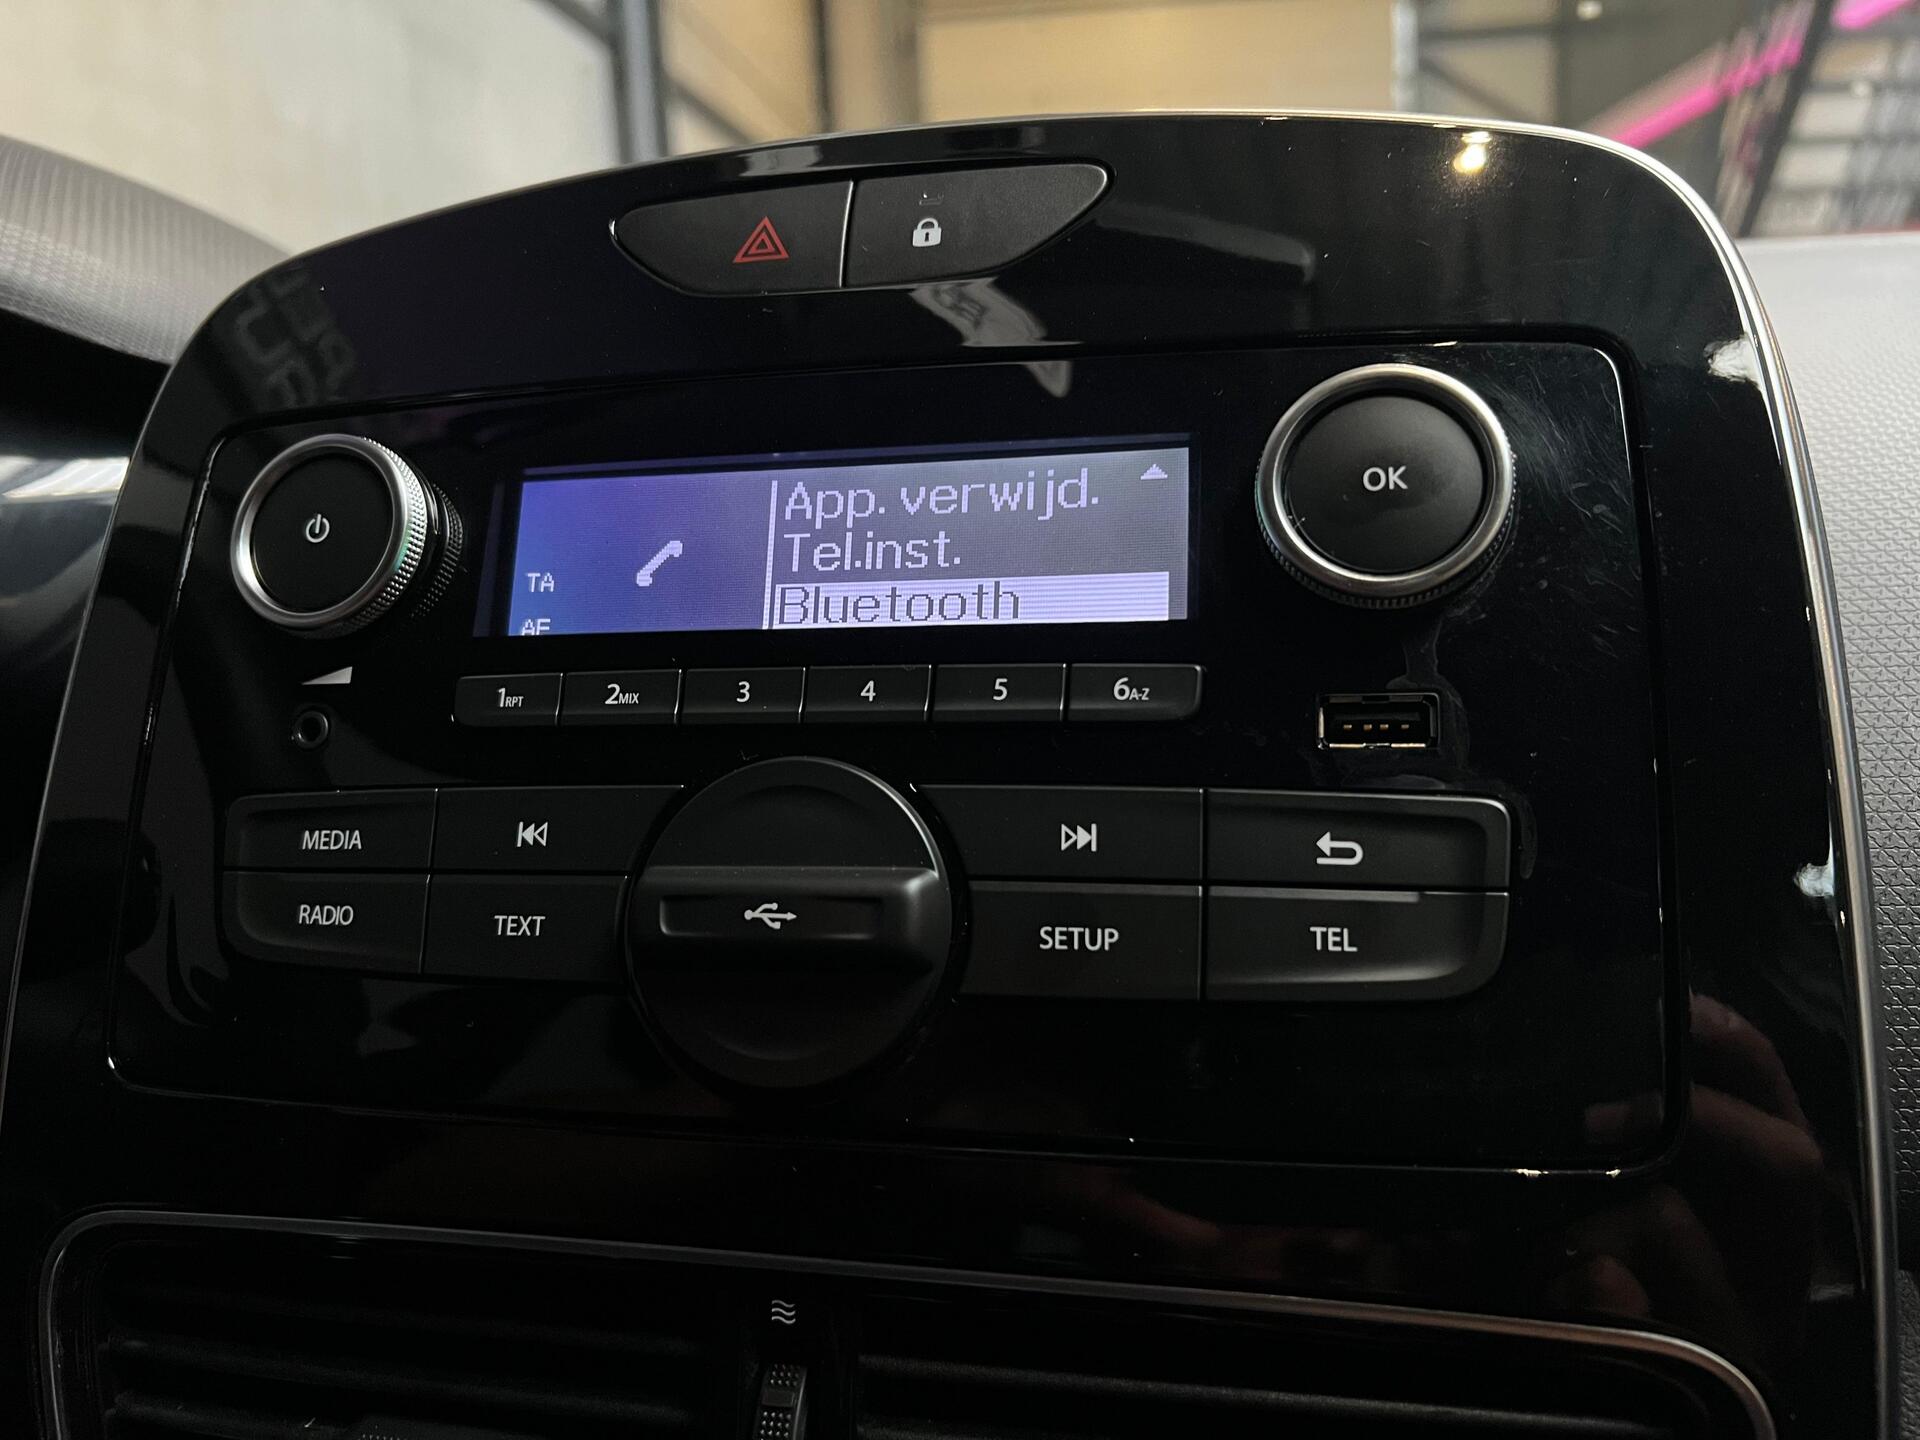 App. verwijd.
Tel.inst.
Bluetooth
TA
AF
OK
1RPT
2MIX
3
4
5
6A-Z
MEDIA
RADIO
TEXT
SETUP
TEL